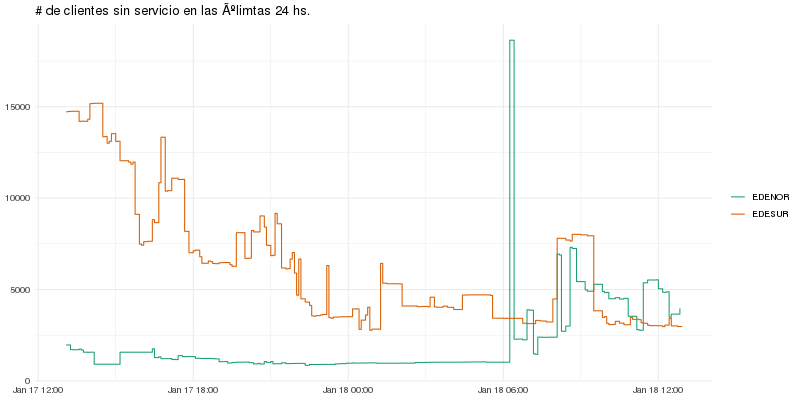 # de clientes sin servicio en las Ãºlimtas 24 hs.
15000
10000
5000
0
Jan 17 12:00
Jan 17 18:00
Jan 18 00:00
Jan 18 06:00
Jan 18 12:00
EDENOR
EDESUR